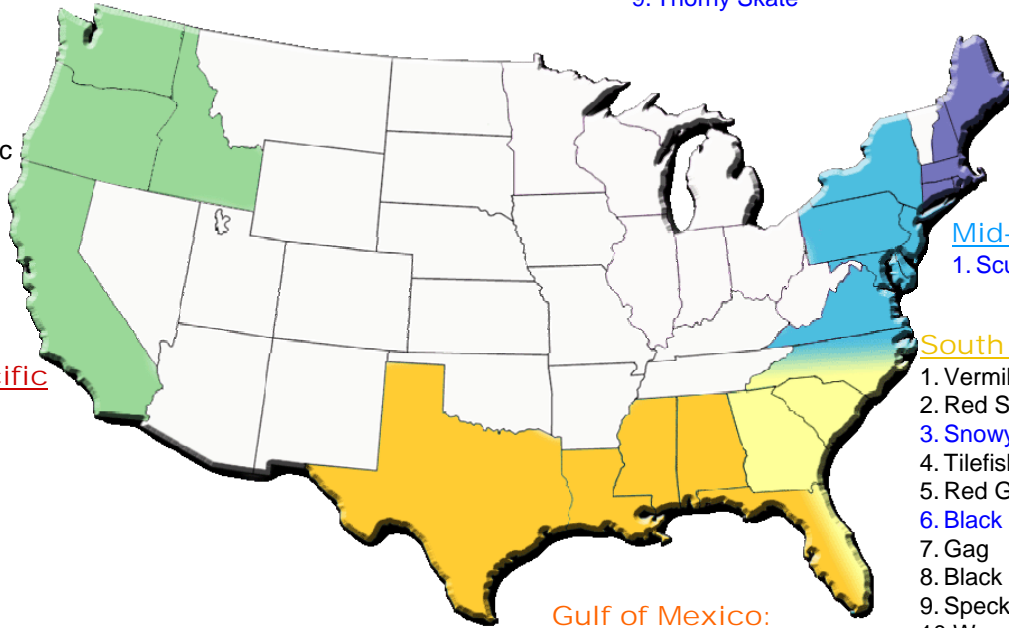 9. Thorny Skate
c
Mid-
1. Scu
cific
South
1. Vermil
2. Red S
3. Snowy
4. Tilefish
5. Red G
6. Black
7. Gag
8. Black
9. Speck
Gulf of Mexico: